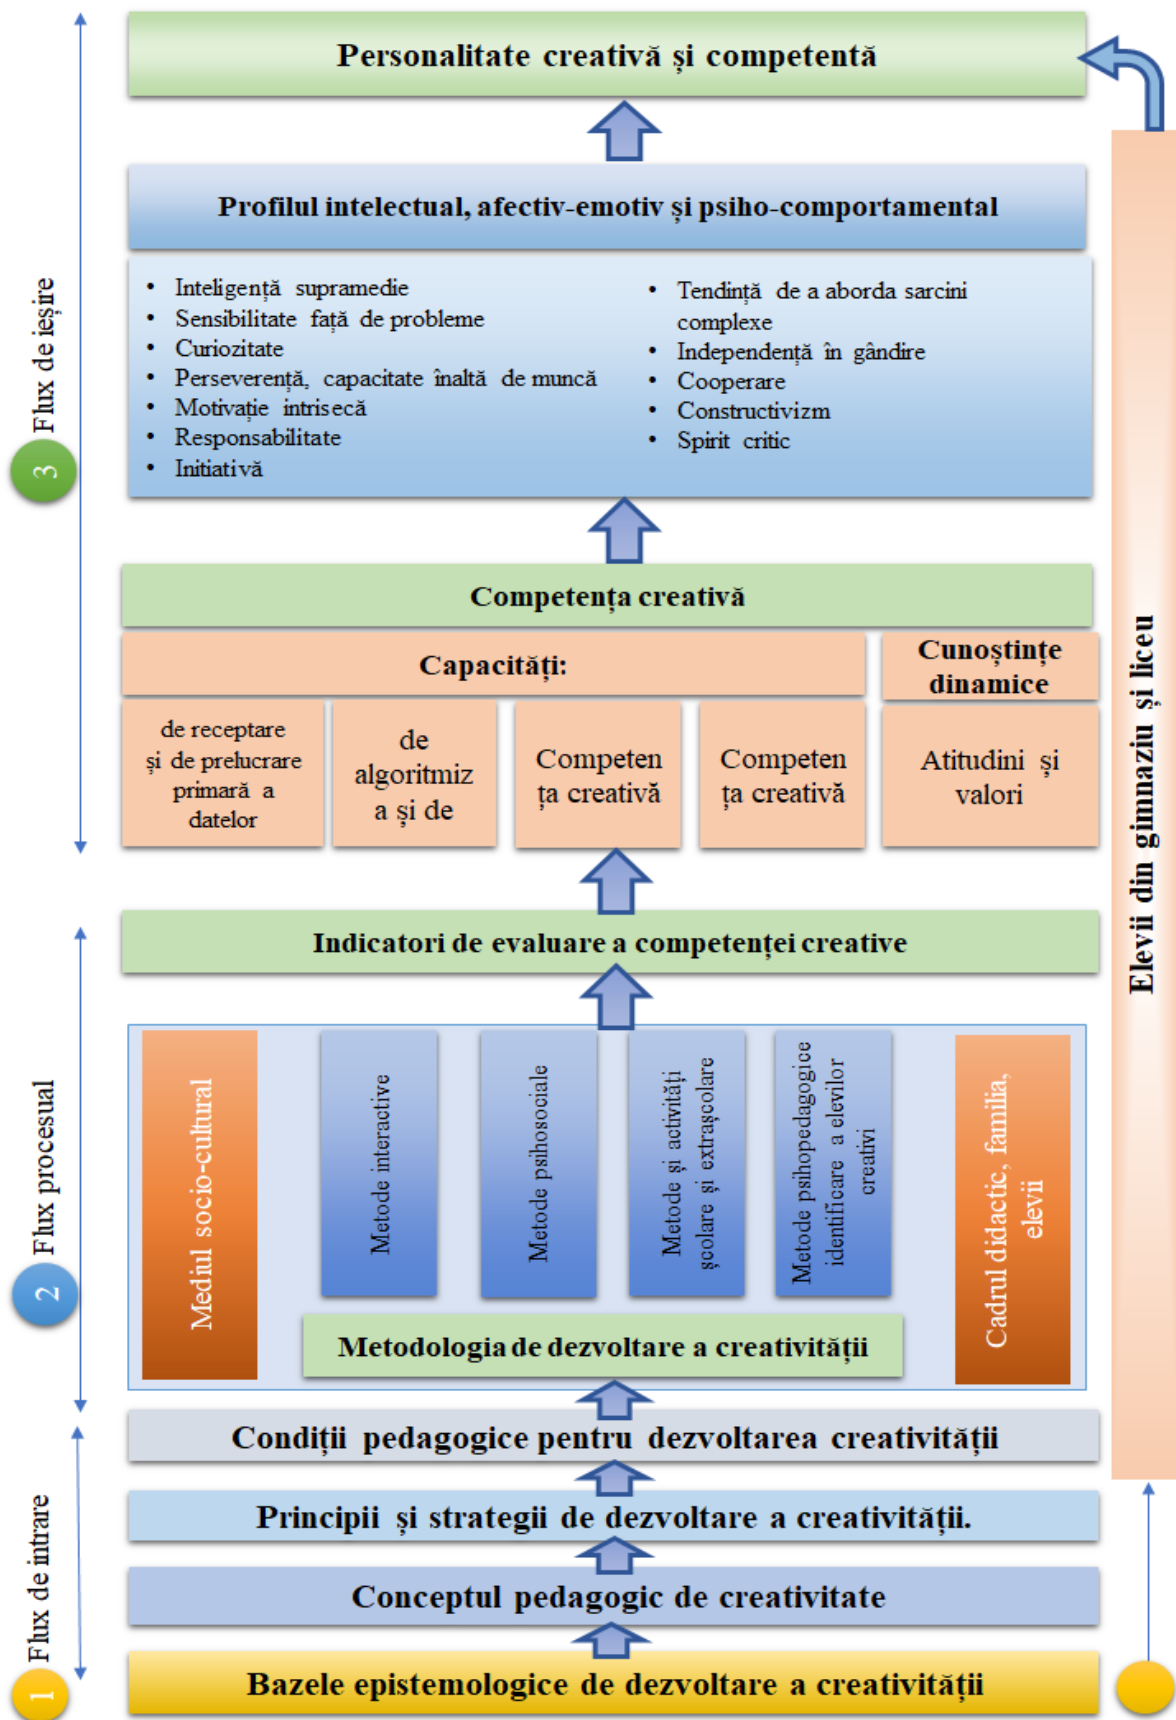 Personalitate creativă și competentă
Profilul intelectual, afectiv-emotiv și psiho-comportamental
• Inteligență supramedie
• Sensibilitate față de probleme
• Curiozitate
• Perseverență, capacitate înaltă de muncă
• Motivație intrisecă
• Responsabilitate
• Initiativă
• Tendință de a aborda sarcini
complexe
• Independență în gândire
• Cooperare
• Constructivizm
• Spirit critic
3
Flux de ieșire
Competența creativă
Capacități:
Cunoștințe
dinamice
de receptare
și de prelucrare
primară a
datelor
de
algoritmiz
a și de
Competen
ța creativă
Competen
ța creativă
Atitudini și
valori
Elevii din gimnaziu și liceu
Indicatori de evaluare a competenței creative
2
Flux procesual
Mediul socio-cultural
Metode interactive
Metode psihosociale
Metode și activități
școlare și extrașcolare
Metode psihopedagogice
identificare a elevilor
creativi
Cadrul didactic, familia,
elevii
Metodologia de dezvoltare a creativității
Condiții pedagogice pentru dezvoltarea creativității
Principii și strategii de dezvoltare a creativității.
Conceptul pedagogic de creativitate
Bazele epistemologice de dezvoltare a creativității
1
Flux de intrare